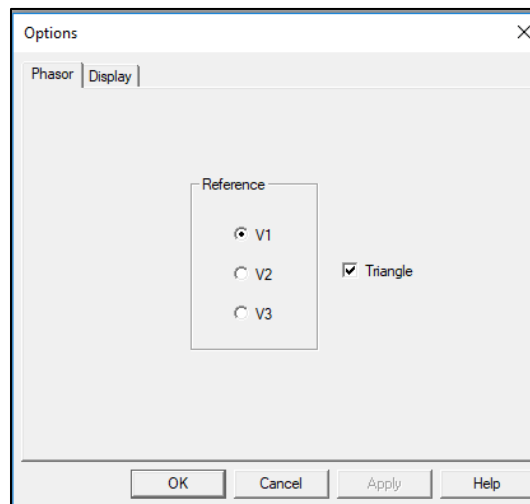 Options
Phasor Display
Reference
V1
V2
Triangle
V3
OK Cancel Apply Help